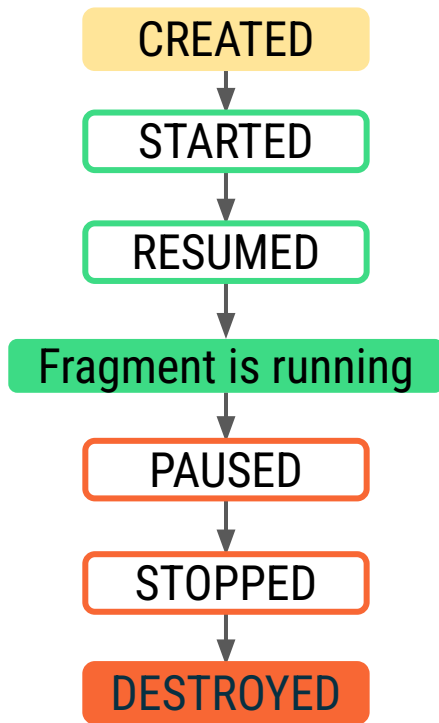 CREATED
STARTED
RESUMED
Fragment is running
PAUSED
STOPPED
DESTROYED